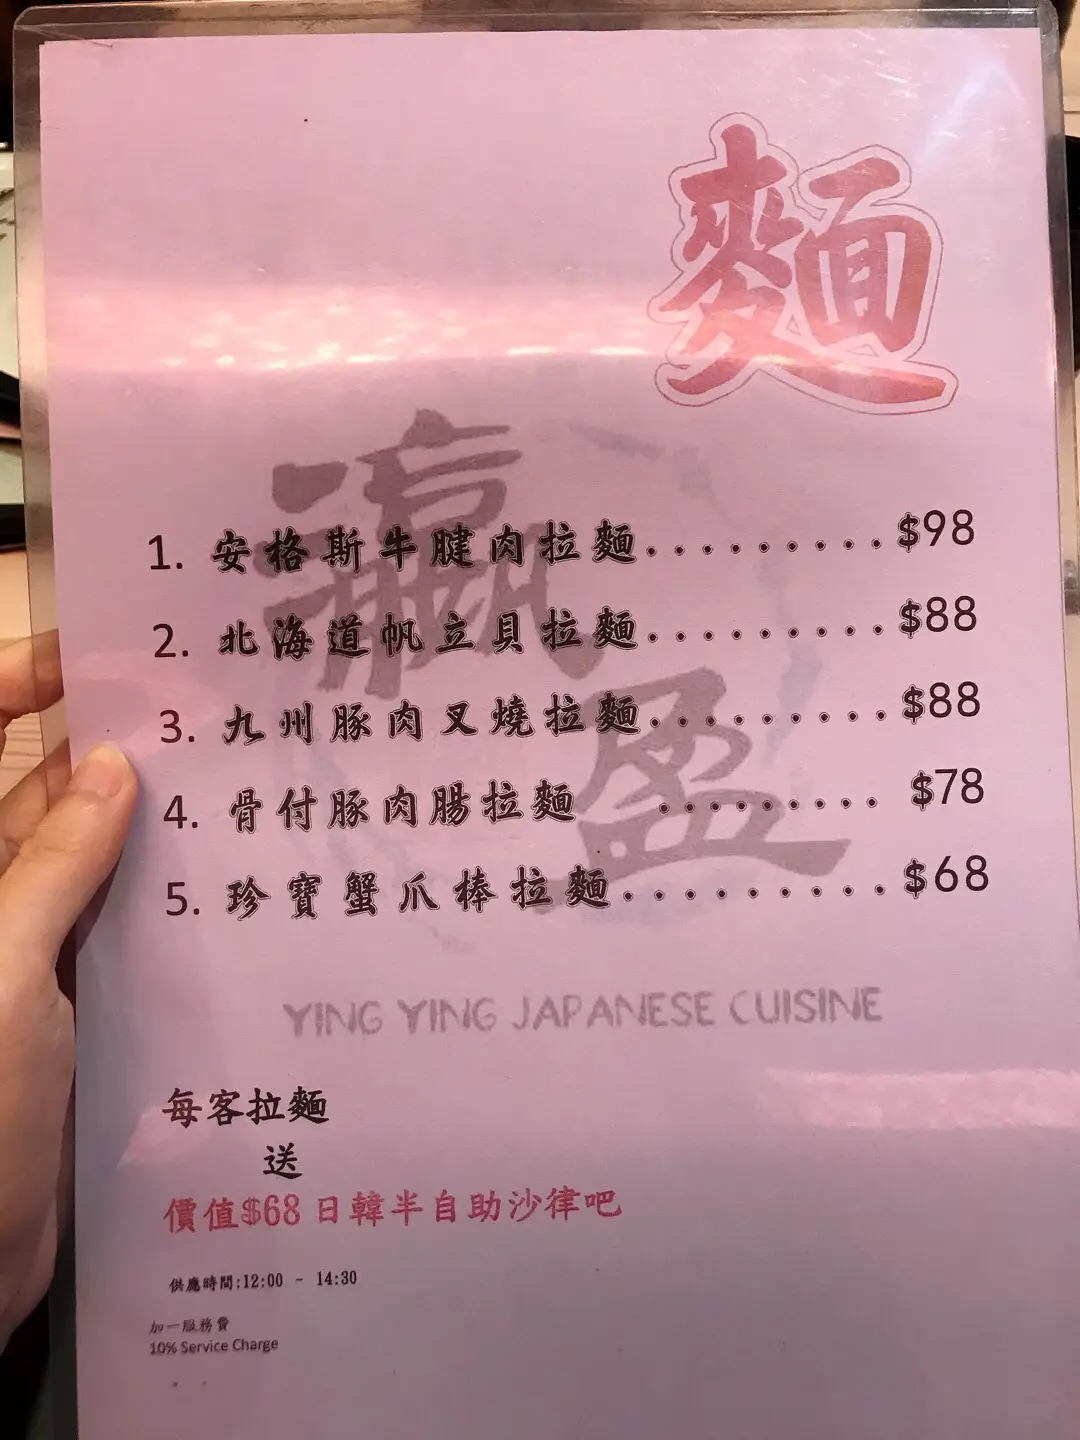 麵
瀛
盈
1. 安格斯牛腱肉拉麵.........$98
2. 北海道帆立貝拉麵.........$88
3. 九州豚肉叉燒拉麵.........$88
4. 骨付豚肉腸拉麵 ......... $78
5. 珍寶蟹爪棒拉麵..........$68
YING YING JAPANESE CUISINE
每客拉麵
送
價值$68日韓半自助沙律吧
供應時間:12:00 - 14:30
加一服務費
10% Service Charge